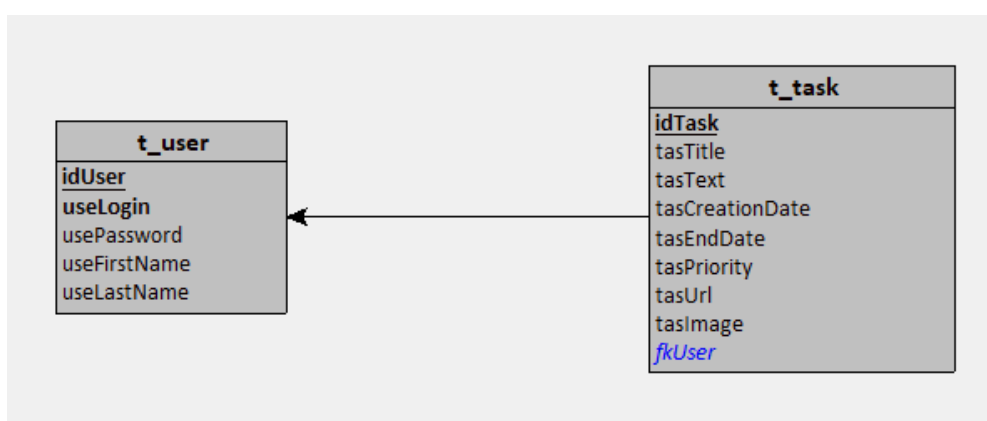 t_user
idUser
useLogin
usePassword
useFirstName
useLastName
t_task
idTask
tasTitle
tasText
tasCreationDate
tasEndDate
tasPriority
tasUrl
tasImage
fkUser